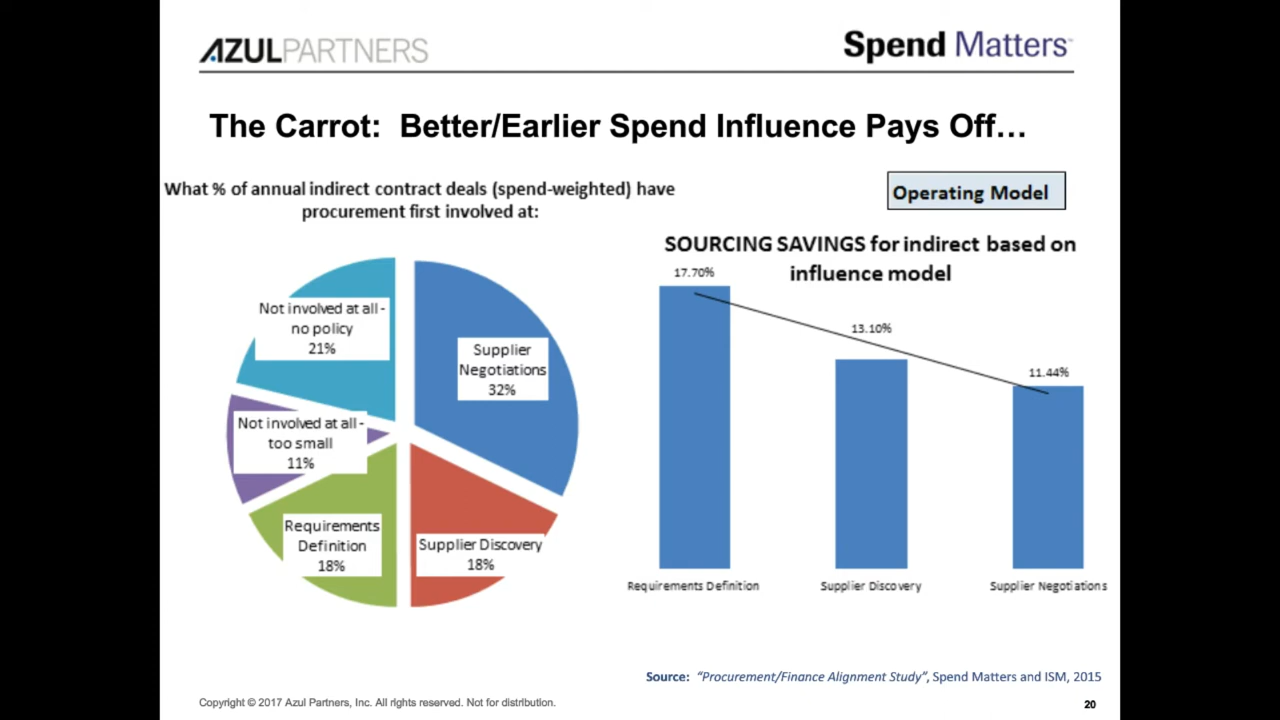 AZULPARTNERS
Spend Matters™
The Carrot:  Better/Earlier Spend Influence Pays Off…
What % of annual indirect contract deals (spend-weighted) have
procurement first involved at:
Not involved at all -
no policy
21%
Supplier
Negotiations
32%
Not involved at all -
too small
11%
Requirements
Definition
18%
Supplier Discovery
18%
Operating Model
SOURCING SAVINGS for indirect based on
influence model
17.70%
13.10%
11.44%
Requirements Definition
Supplier Discovery
Supplier Negotiations
Source:  “Procurement/Finance Alignment Study”, Spend Matters and ISM, 2015
Copyright © 2017 Azul Partners, Inc. All rights reserved. Not for distribution.
20